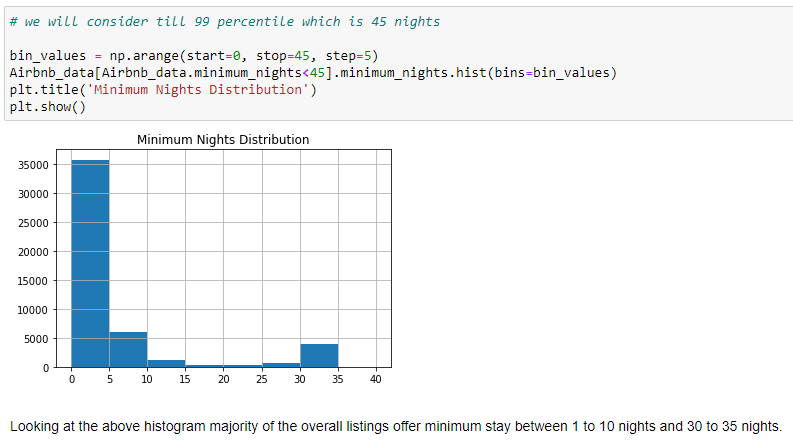 # we will consider till 99 percentile which is 45 nights
bin_values = np.arange(start=0, stop=45, step=5)
Airbnb_data[Airbnb_data.minimum_nights<45].minimum_nights.hist(bins=bin_values)
plt.title('Minimum Nights Distribution')
plt.show()
Minimum Nights Distribution
35000
30000
25000
20000
15000
10000
5000
0
0 5 10 15 20 25 30 35 40
Looking at the above histogram majority of the overall listings offer minimum stay between 1 to 10 nights and 30 to 35 nights.